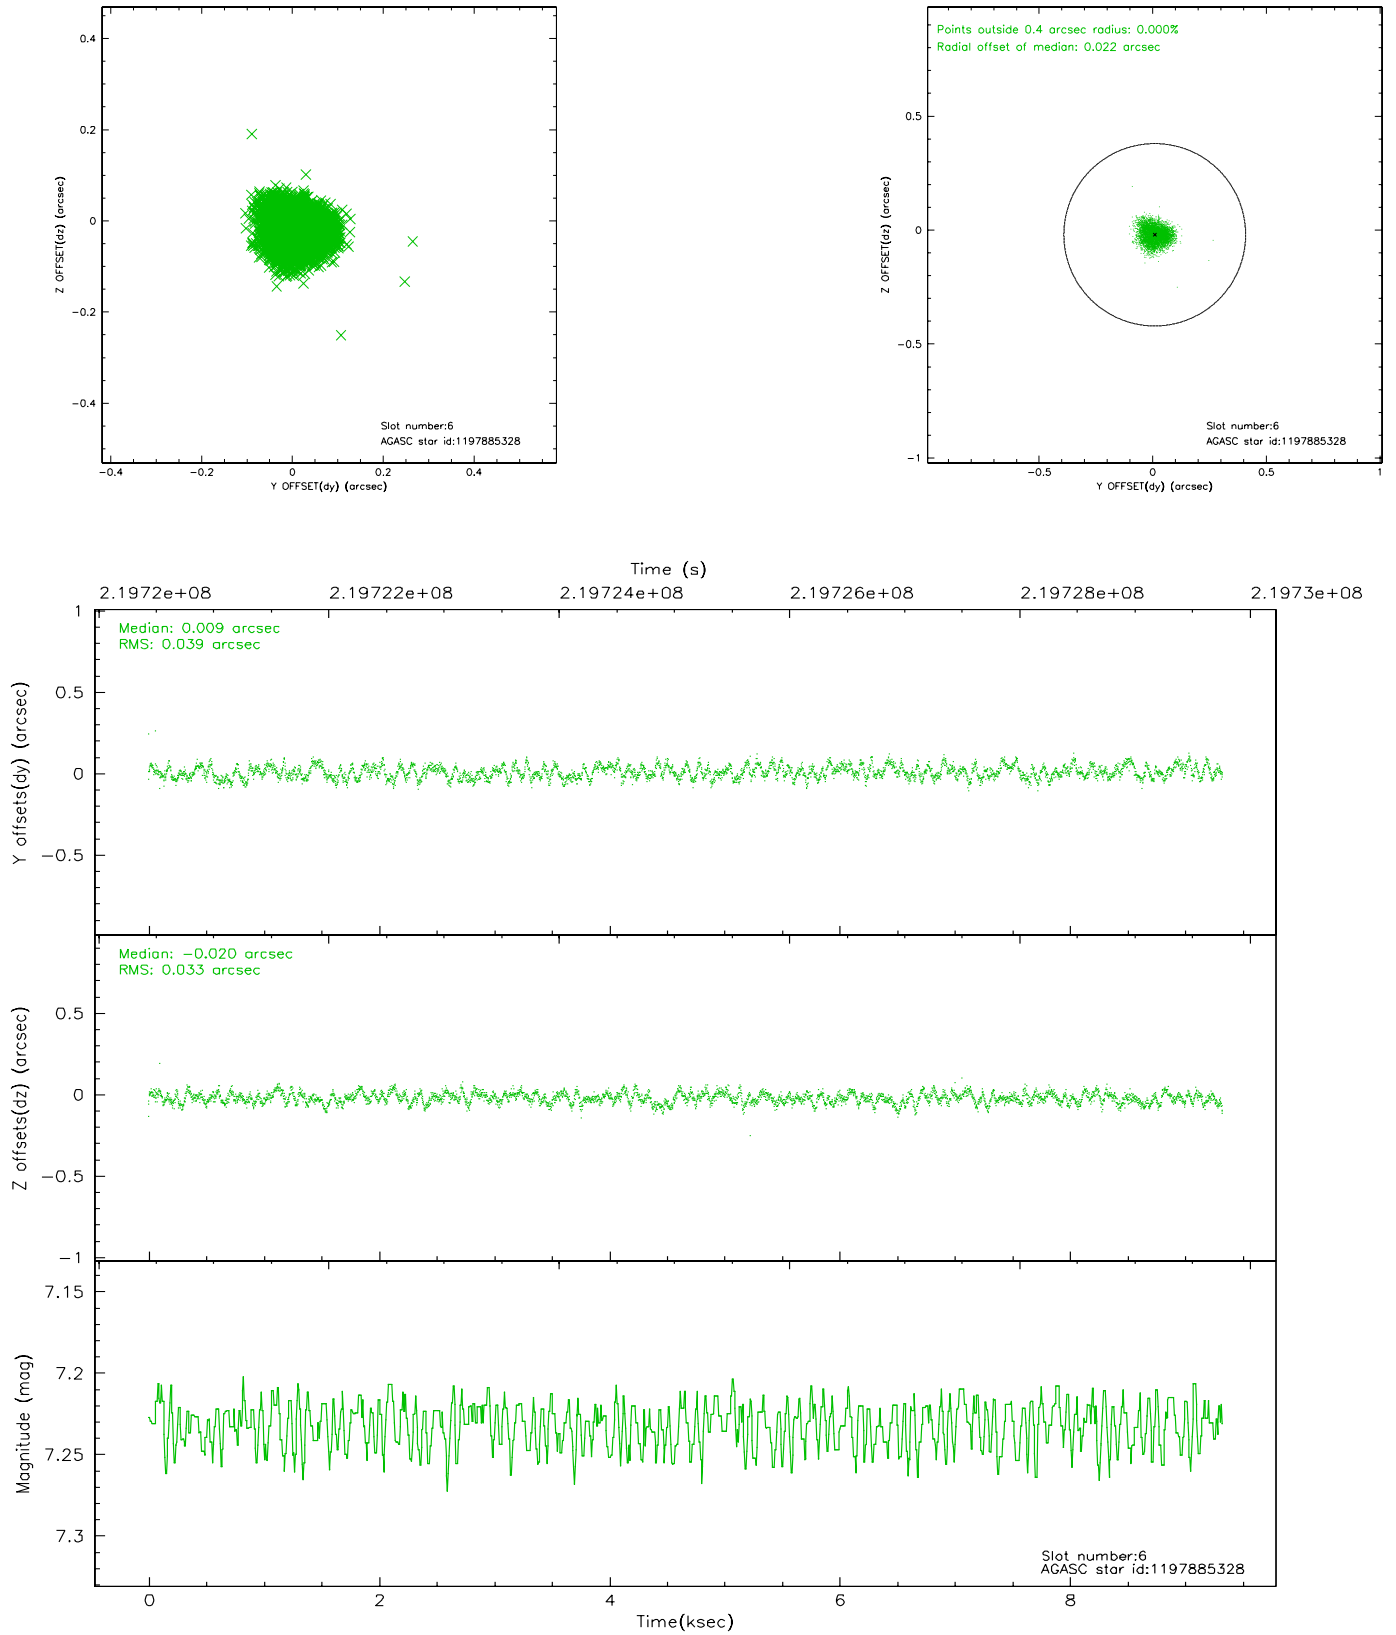 0.4
0.2
0
−0.2
−0.4
Z OFFSET(dz) (arcsec)
Slot number:6
AGASC star id:1197885328
−0.4
−0.2
0
0.2
0.4
Y OFFSET(dy) (arcsec)
Points outside 0.4 arcsec radius: 0.000%
Radial offset of median: 0.022 arcsec
0.5
0
−0.5
−1
Z OFFSET(dz) (arcsec)
Slot number:6
AGASC star id:1197885328
−0.5
0
0.5
1
Y OFFSET(dy) (arcsec)
Time (s)
2.1972e+08
2.19722e+08
2.19724e+08
2.19726e+08
2.19728e+08
2.1973e+08
Median: 0.009 arcsec
RMS: 0.039 arcsec
1
0.5
0
−0.5
Y offsets(dy) (arcsec)
Median: −0.020 arcsec
RMS: 0.033 arcsec
0.5
0
−0.5
−1
Z offsets(dz) (arcsec)
7.15
7.2
7.25
7.3
Magnitude (mag)
Slot number:6
AGASC star id:1197885328
0
2
4
6
8
Time(ksec)